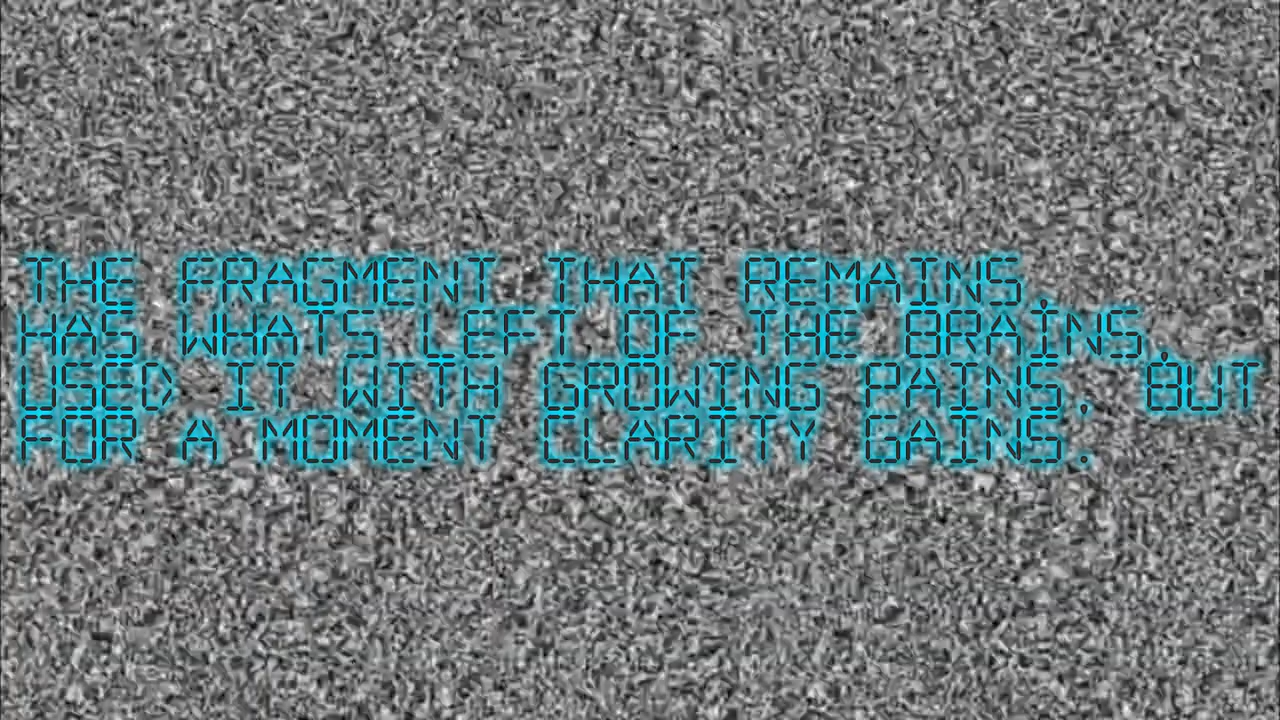 THE FRAGMENT THAT REMAINS,
HAS WHATS LEFT OF THE BRAINS,
USED IT WITH GROWING PAINS, BUT
FOR A MOMENT CLARITY GAINS.